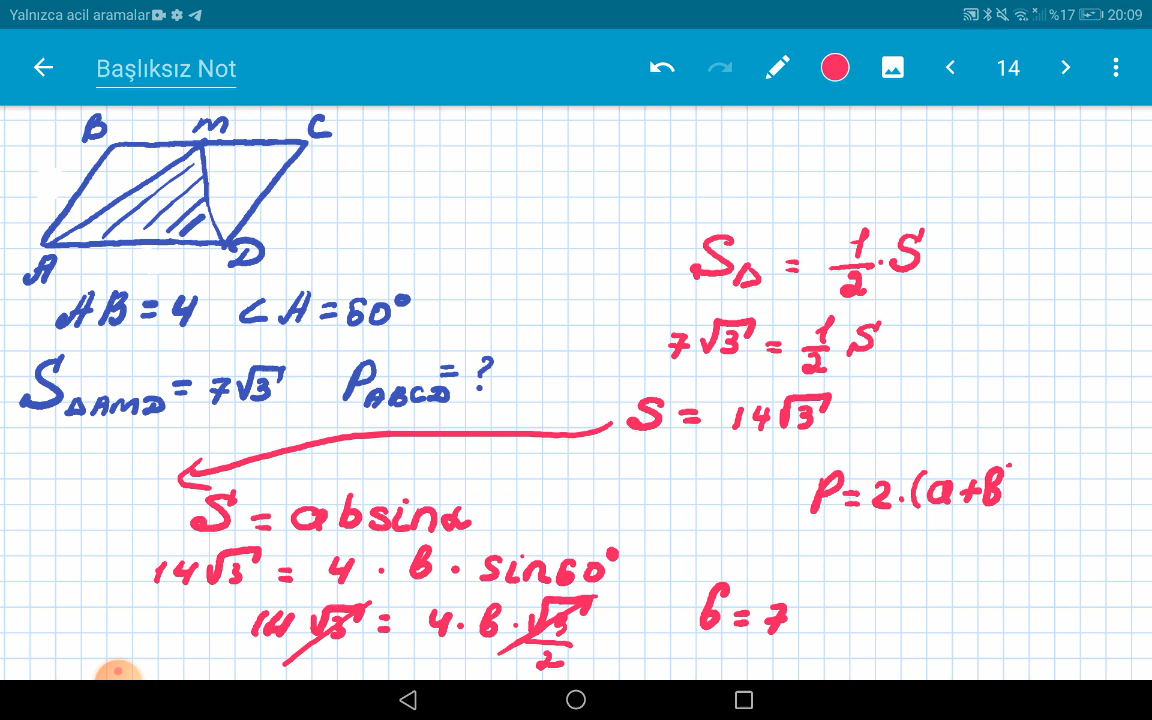 Yalnızca acil aramalar %17 20:09
Başlıksız Not 14
B M C
A D
AB = 4 < A = 60°
S△AMD = 7√3 PABCD = ?
S△ = 1/2 · S
7√3 = 1/2 S
S = 14√3
P = 2·(a+b
S = a b sinα
14√3 = 4 · b · sin60°
14√3 = 4 · b · √3/2
b = 7